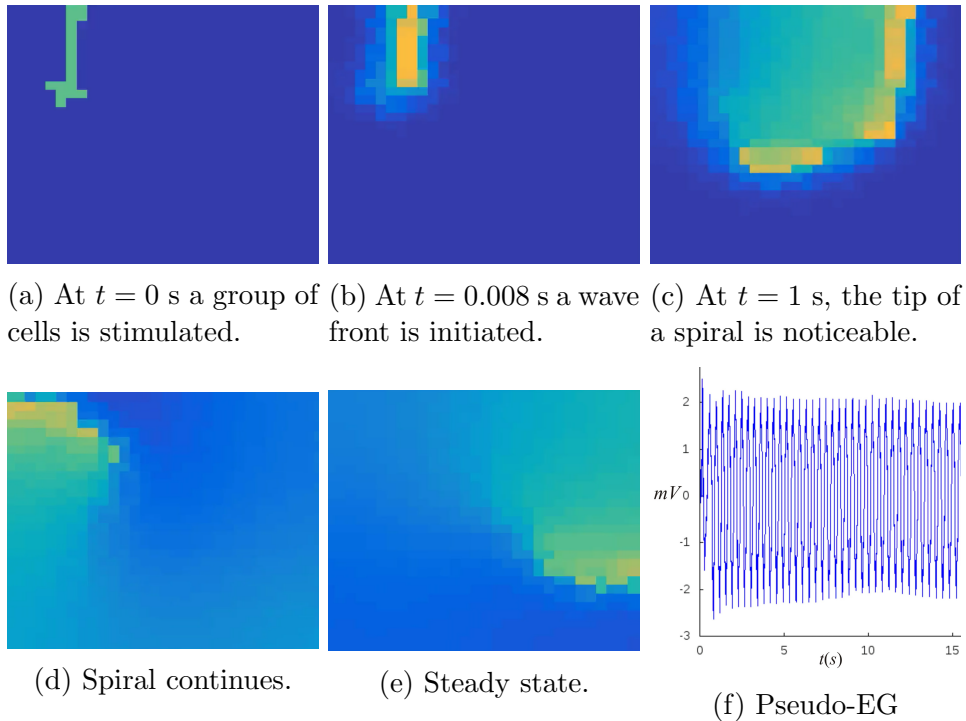 (a) At t = 0 s a group of
cells is stimulated.
(b) At t = 0.008 s a wave
front is initiated.
(c) At t = 1 s, the tip of
a spiral is noticeable.
2
1
mV 0
-1
-2
-3
0 5 10 15
t(s)
(d) Spiral continues.
(e) Steady state.
(f) Pseudo-EG